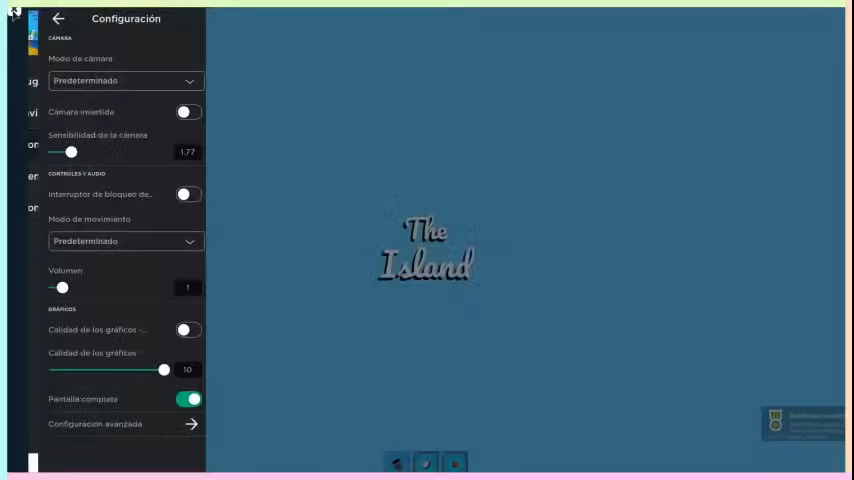 Configuración
CÁMARA
Modo de cámara
Predeterminado
Cámara invertida
Sensibilidad de la cámara
1.77
CONTROLES Y AUDIO
Interruptor de bloqueo de..
Modo de movimiento
Predeterminado
Volumen
1
GRÁFICOS
Calidad de los gráficos -...
Calidad de los gráficos
10
Pantalla completa
Configuración avanzada
The
Island